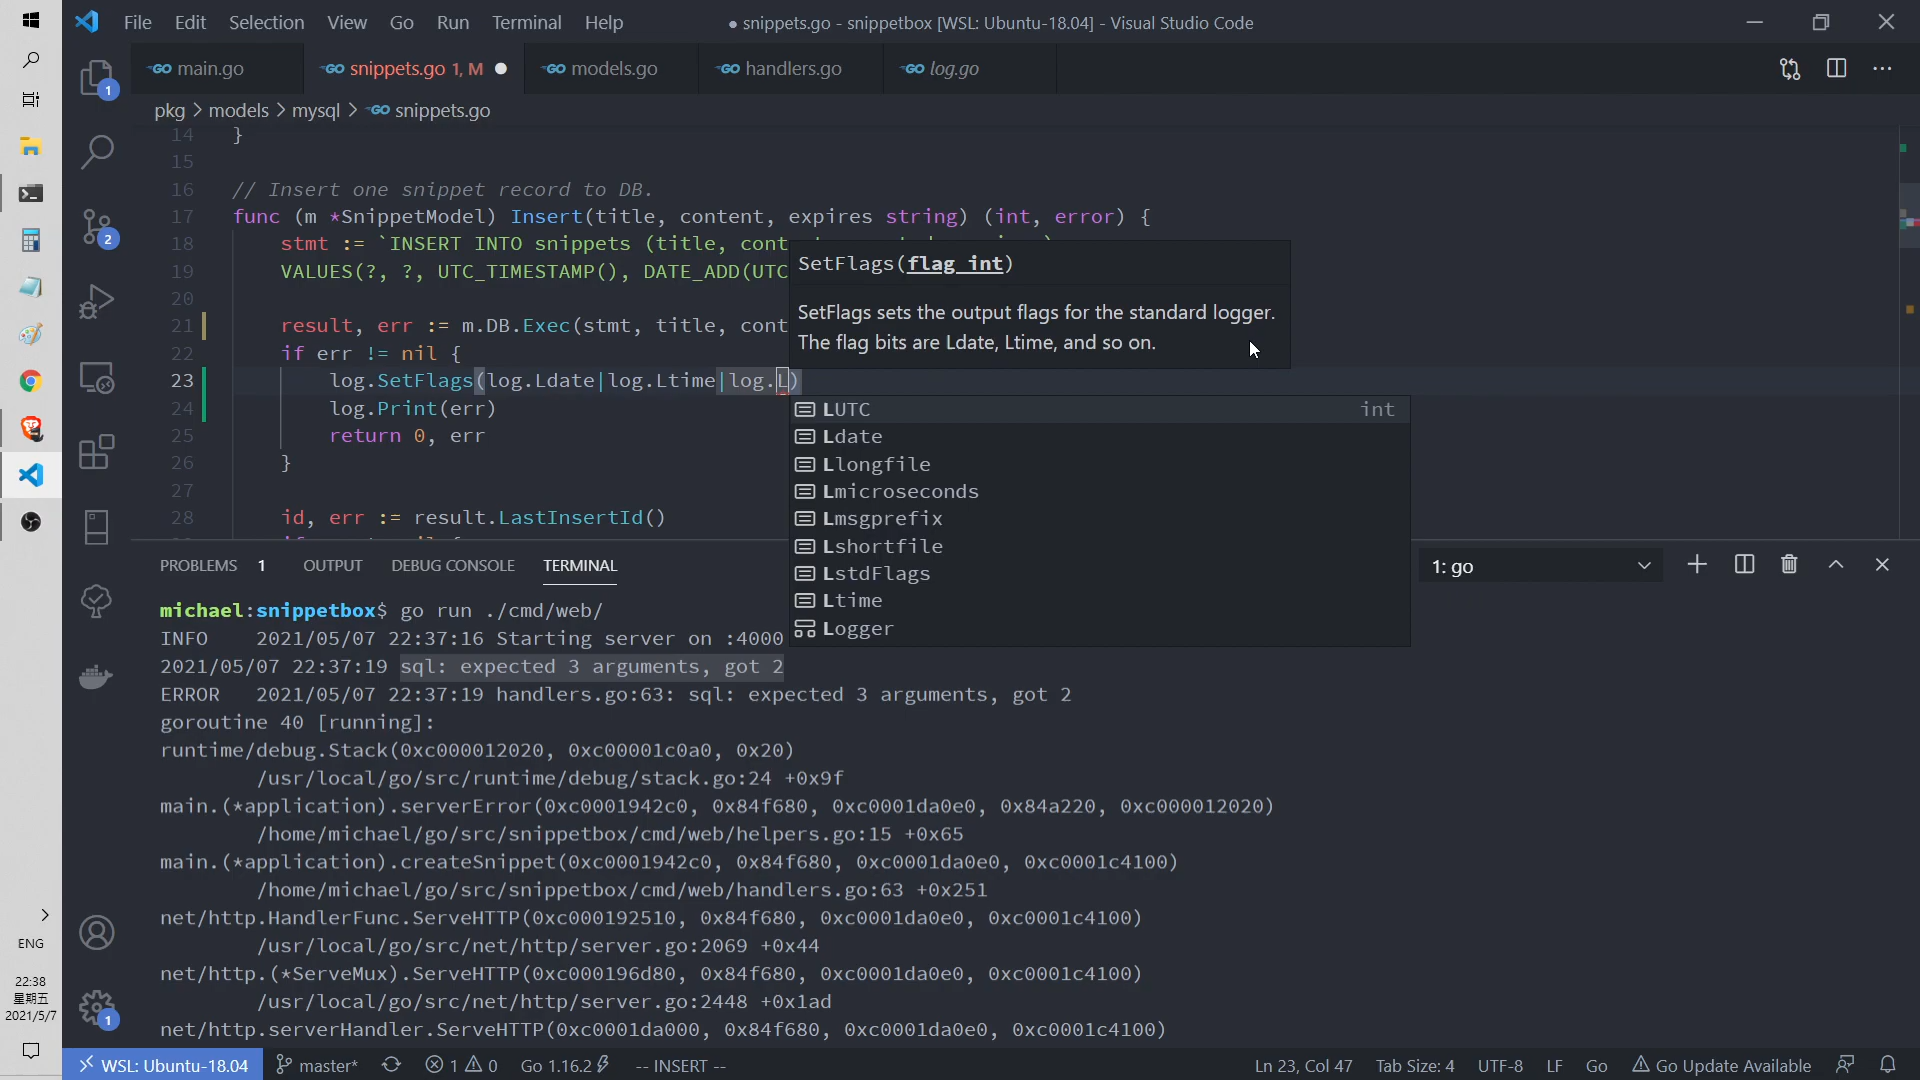 File Edit Selection View Go Run Terminal Help
● snippets.go - snippetbox [WSL: Ubuntu-18.04] - Visual Studio Code
GO main.go
GO snippets.go 1, M
GO models.go
GO handlers.go
GO log.go
pkg > models > mysql > GO snippets.go
14 }
15
16 // Insert one snippet record to DB.
17 func (m *SnippetModel) Insert(title, content, expires string) (int, error) {
18 stmt := `INSERT INTO snippets (title, cont
19 VALUES(?, ?, UTC_TIMESTAMP(), DATE_ADD(UTC
20
21 result, err := m.DB.Exec(stmt, title, cont
22 if err != nil {
23 log.SetFlags(log.Ldate|log.Ltime|log.L)
24 log.Print(err)
25 return 0, err
26 }
27
28 id, err := result.LastInsertId()
SetFlags(flag int)
SetFlags sets the output flags for the standard logger.
The flag bits are Ldate, Ltime, and so on.
LUTC int
Ldate
Llongfile
Lmicroseconds
Lmsgprefix
Lshortfile
LstdFlags
Ltime
Logger
PROBLEMS 1 OUTPUT DEBUG CONSOLE TERMINAL
1: go
michael:snippetbox$ go run ./cmd/web/
INFO 2021/05/07 22:37:16 Starting server on :4000
2021/05/07 22:37:19 sql: expected 3 arguments, got 2
ERROR 2021/05/07 22:37:19 handlers.go:63: sql: expected 3 arguments, got 2
goroutine 40 [running]:
runtime/debug.Stack(0xc000012020, 0xc00001c0a0, 0x20)
/usr/local/go/src/runtime/debug/stack.go:24 +0x9f
main.(*application).serverError(0xc0001942c0, 0x84f680, 0xc0001da0e0, 0x84a220, 0xc000012020)
/home/michael/go/src/snippetbox/cmd/web/helpers.go:15 +0x65
main.(*application).createSnippet(0xc0001942c0, 0x84f680, 0xc0001da0e0, 0xc0001c4100)
/home/michael/go/src/snippetbox/cmd/web/handlers.go:63 +0x251
net/http.HandlerFunc.ServeHTTP(0xc000192510, 0x84f680, 0xc0001da0e0, 0xc0001c4100)
/usr/local/go/src/net/http/server.go:2069 +0x44
net/http.(*ServeMux).ServeHTTP(0xc000196d80, 0x84f680, 0xc0001da0e0, 0xc0001c4100)
/usr/local/go/src/net/http/server.go:2448 +0x1ad
net/http.serverHandler.ServeHTTP(0xc0001da000, 0x84f680, 0xc0001da0e0, 0xc0001c4100)
1
2
1
ENG
22:38
星期五
2021/5/7
WSL: Ubuntu-18.04 master* 1 0 Go 1.16.2 -- INSERT -- Ln 23, Col 47 Tab Size: 4 UTF-8 LF Go Go Update Available